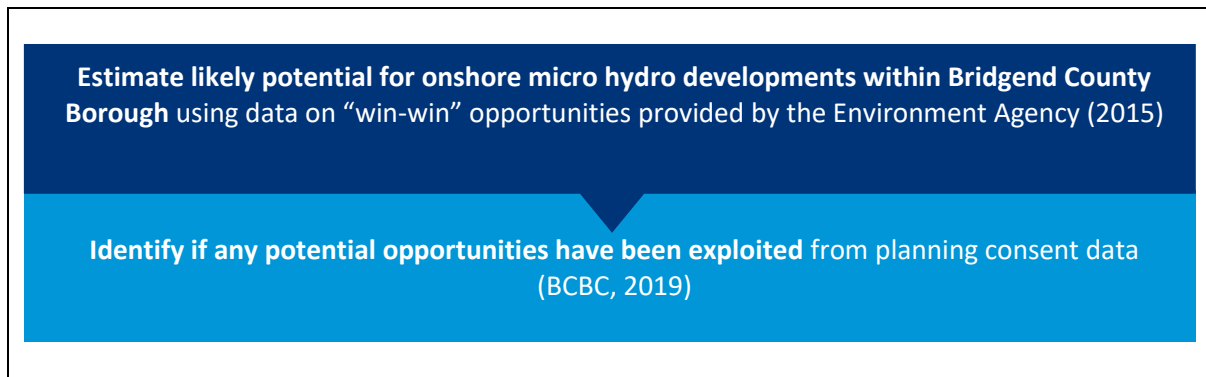 Estimate likely potential for onshore micro hydro developments within Bridgend County
Borough using data on “win-win” opportunities provided by the Environment Agency (2015)
Identify if any potential opportunities have been exploited from planning consent data
(BCBC, 2019)